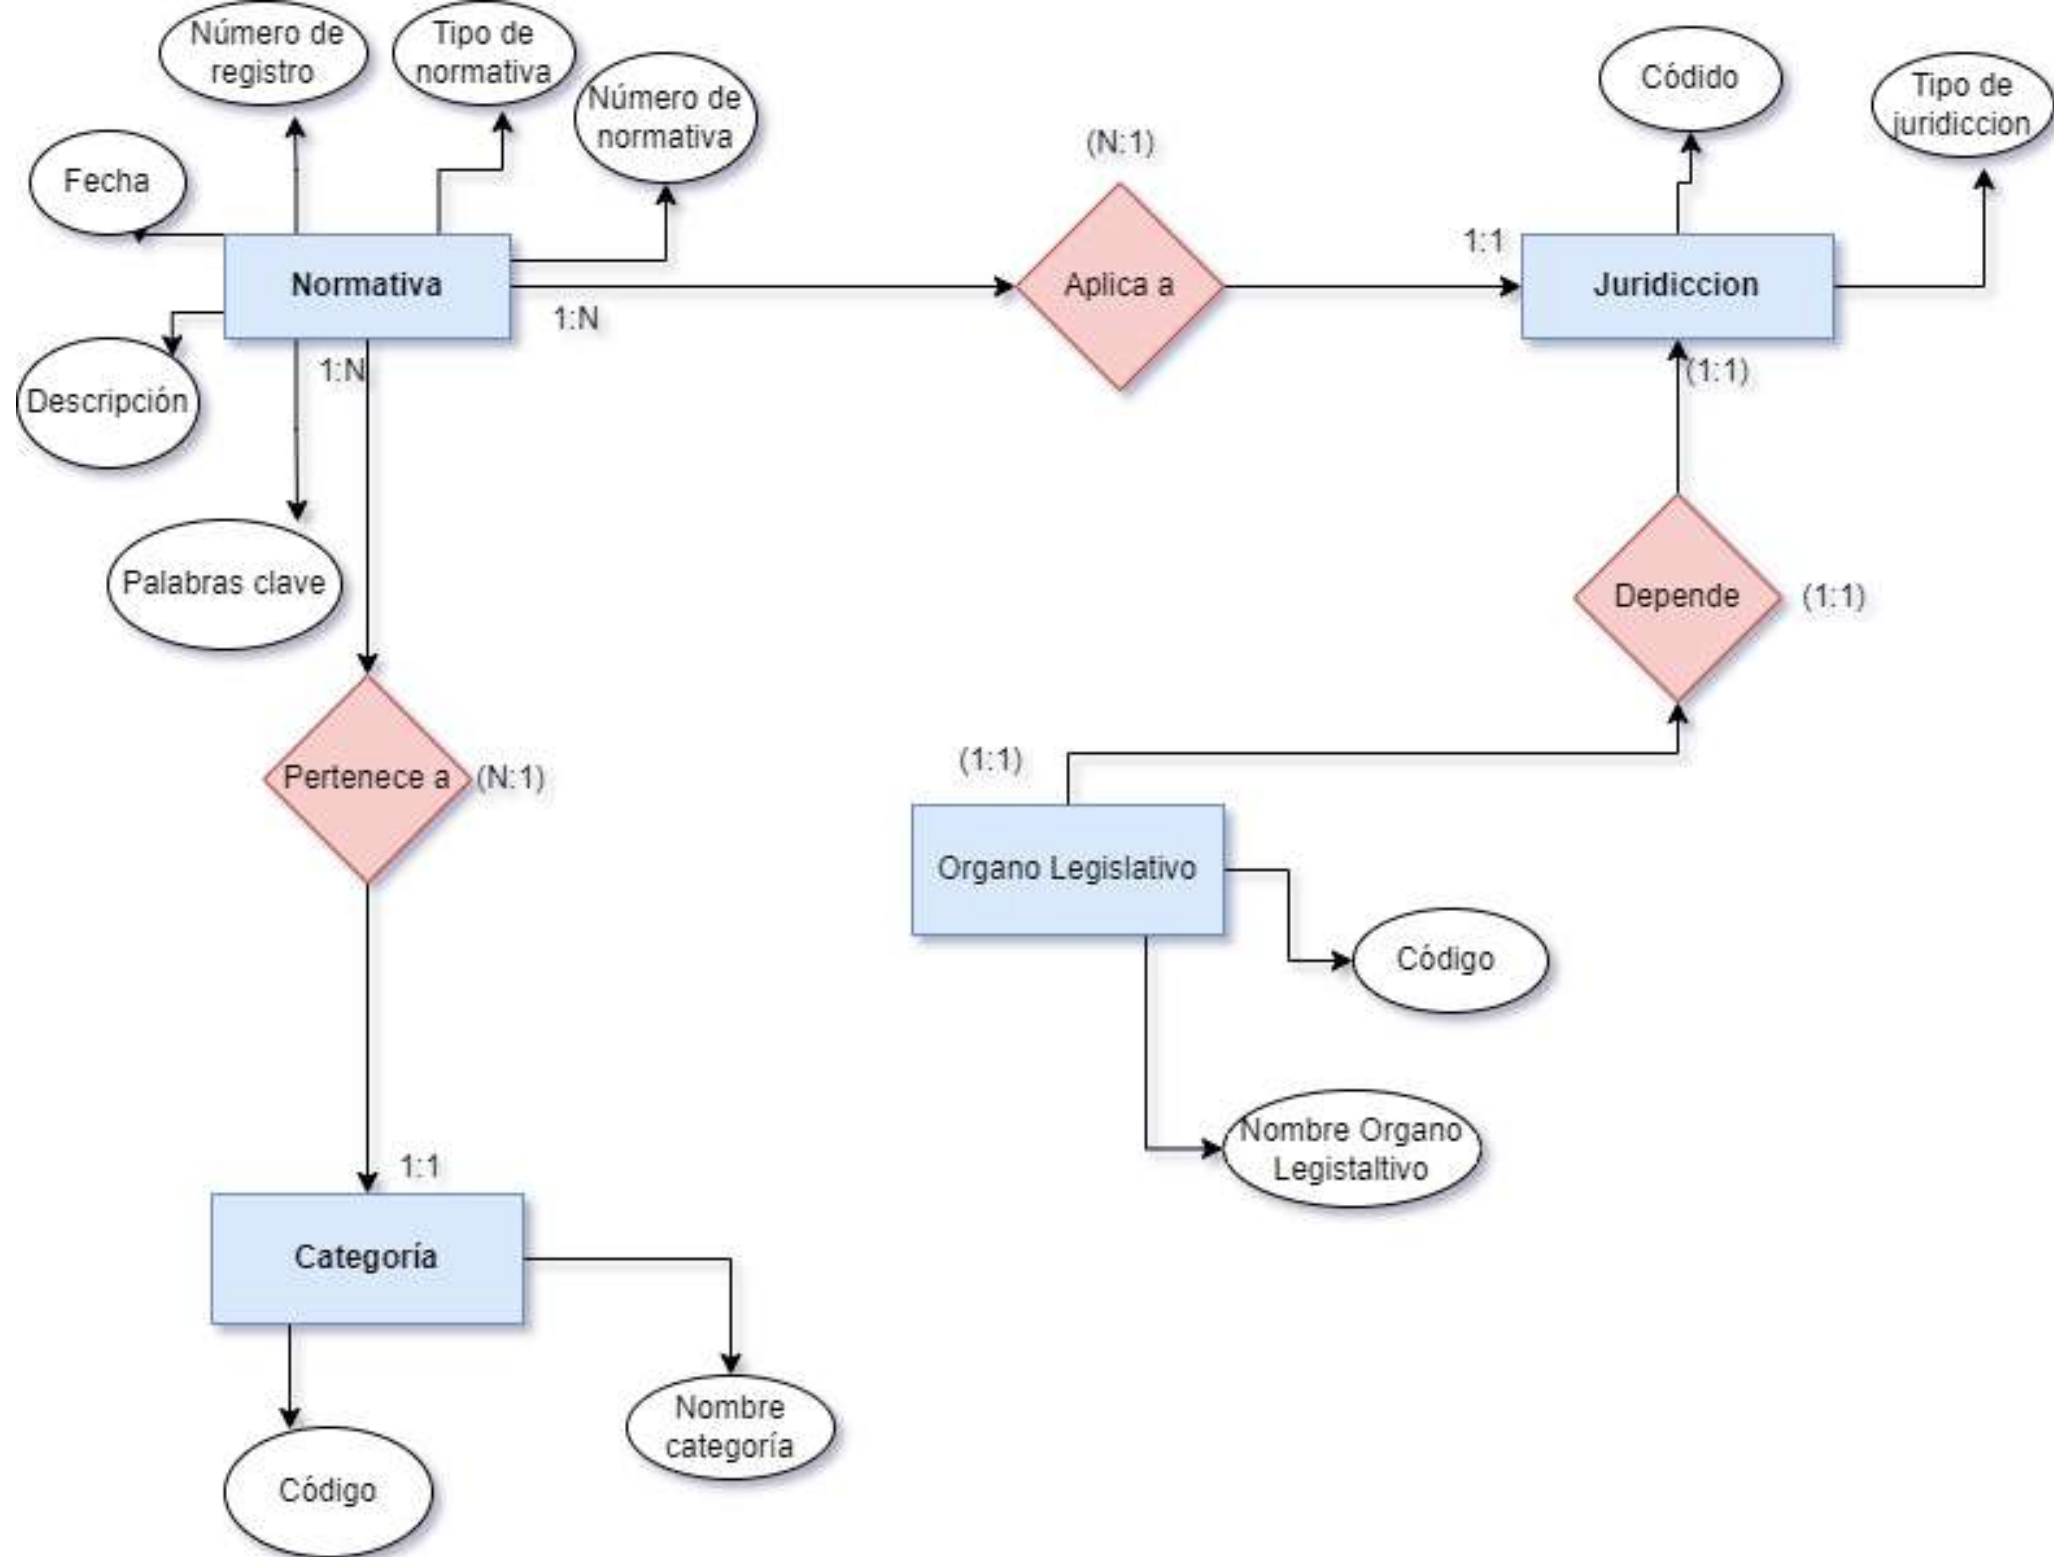 Número de
registro
Tipo de
normativa
Número de
normativa
Fecha
Normativa
1:N
Descripción
1:N
Palabras clave
(N:1)
Aplica a
Códido
Tipo de
juridiccion
1:1
Juridiccion
(1:1)
Depende
(1:1)
Pertenece a
(N:1)
(1:1)
Organo Legislativo
Código
Nombre Organo
Legistaltivo
1:1
Categoría
Nombre
categoría
Código